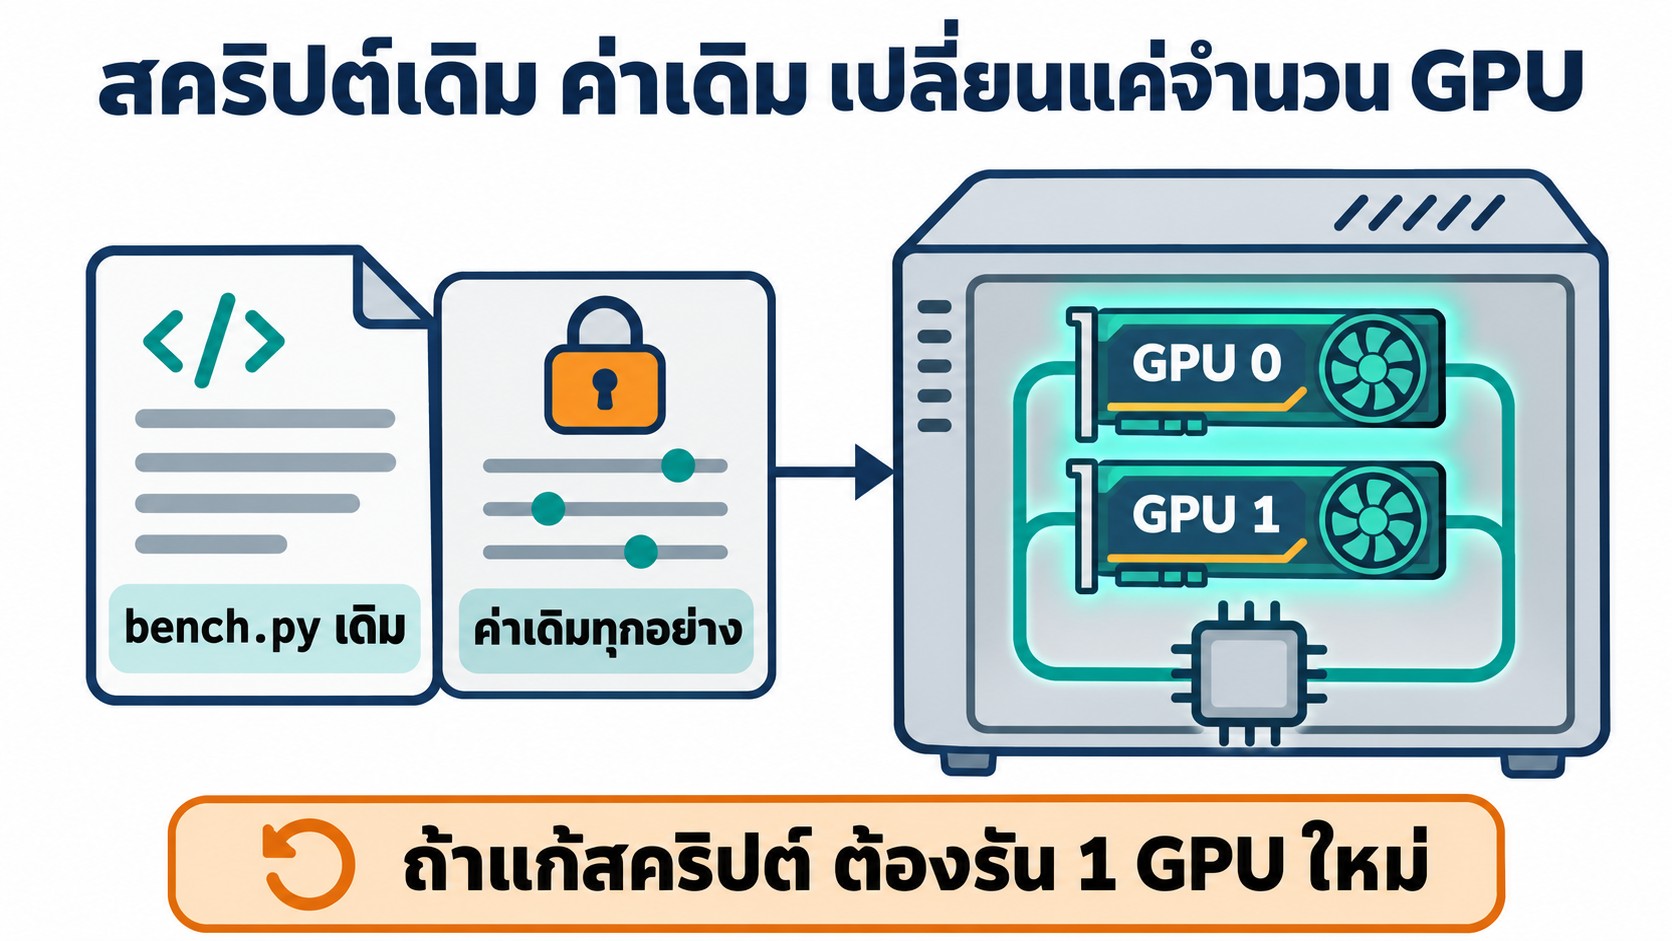 สคริปต์เดิม ค่าเดิม เปลี่ยนแค่จำนวน GPU
bench.py เดิม
ค่าเดิมทุกอย่าง
GPU 0
GPU 1
ถ้าแก้สคริปต์ ต้องรัน 1 GPU ใหม่